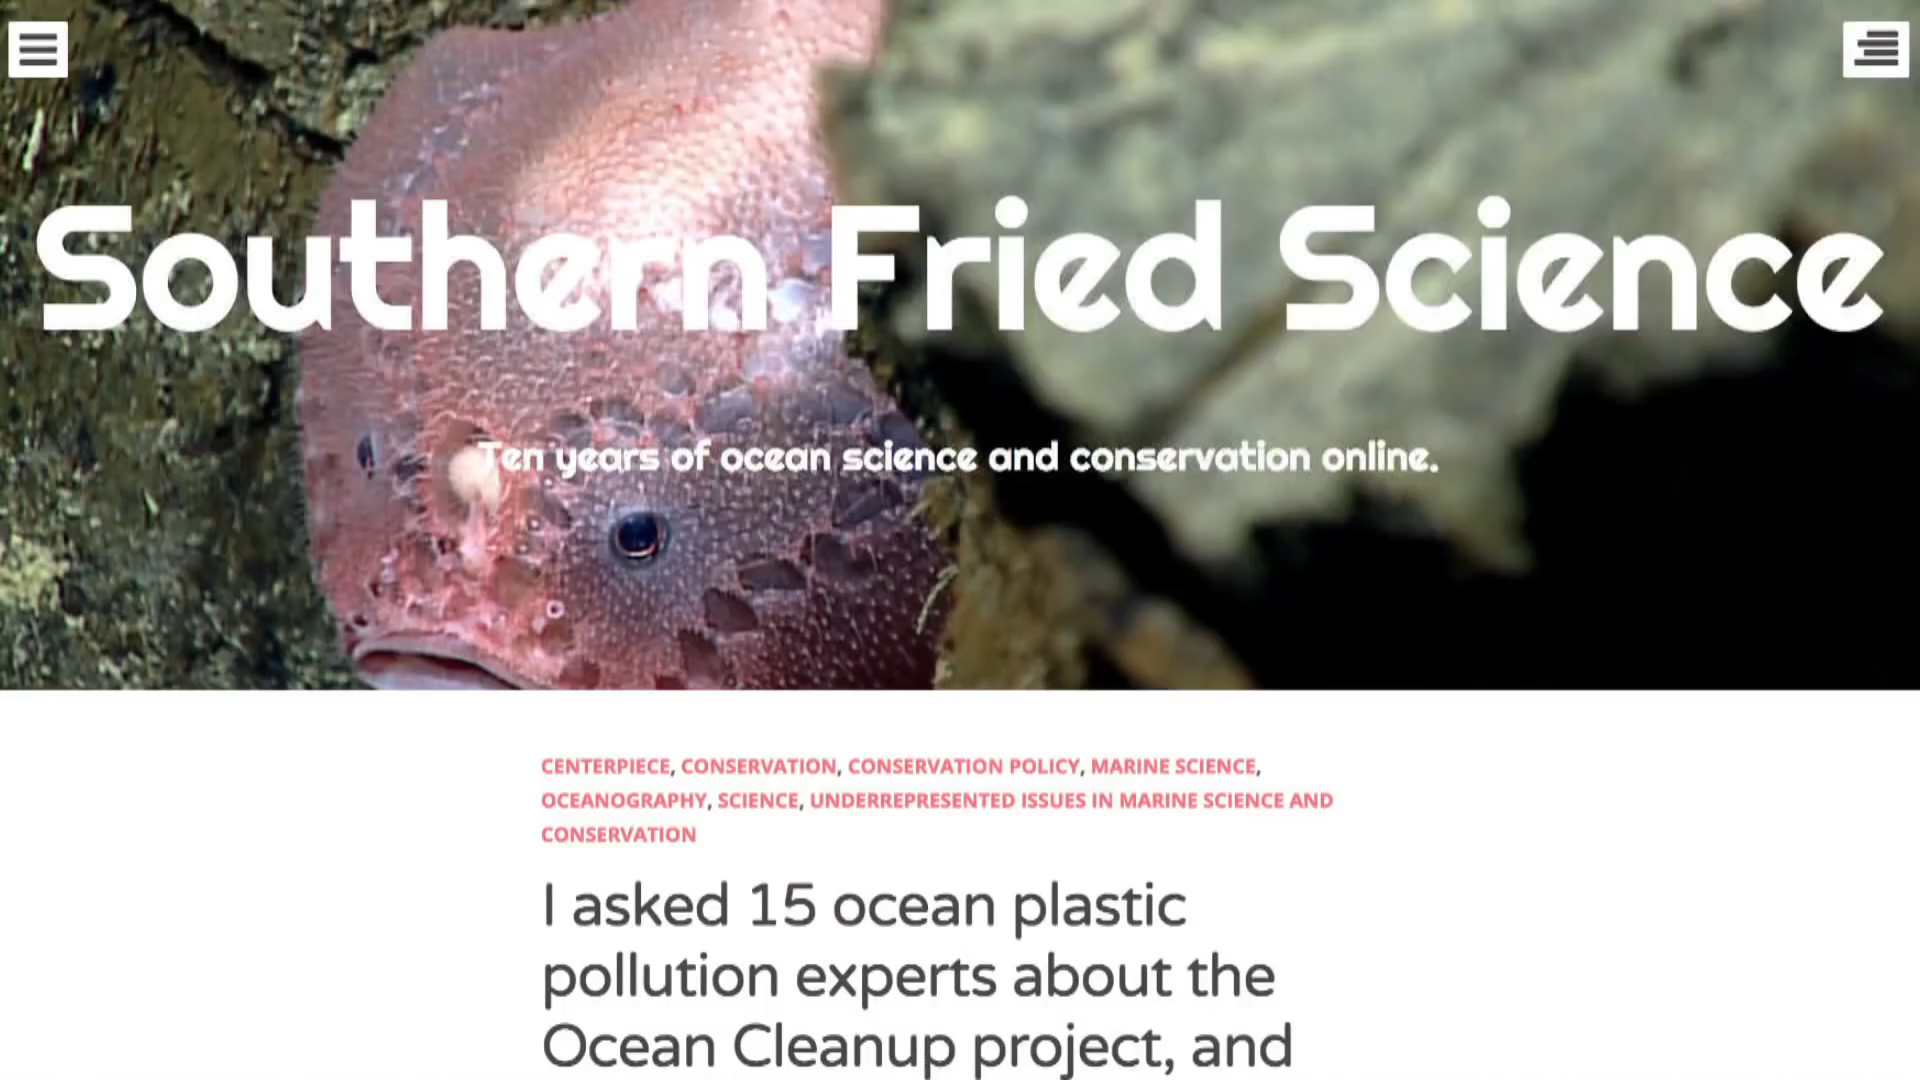 Southern Fried Science
Ten years of ocean science and conservation online.
CENTERPIECE, CONSERVATION, CONSERVATION POLICY, MARINE SCIENCE,
OCEANOGRAPHY, SCIENCE, UNDERREPRESENTED ISSUES IN MARINE SCIENCE AND
CONSERVATION
I asked 15 ocean plastic
pollution experts about the
Ocean Cleanup project, and